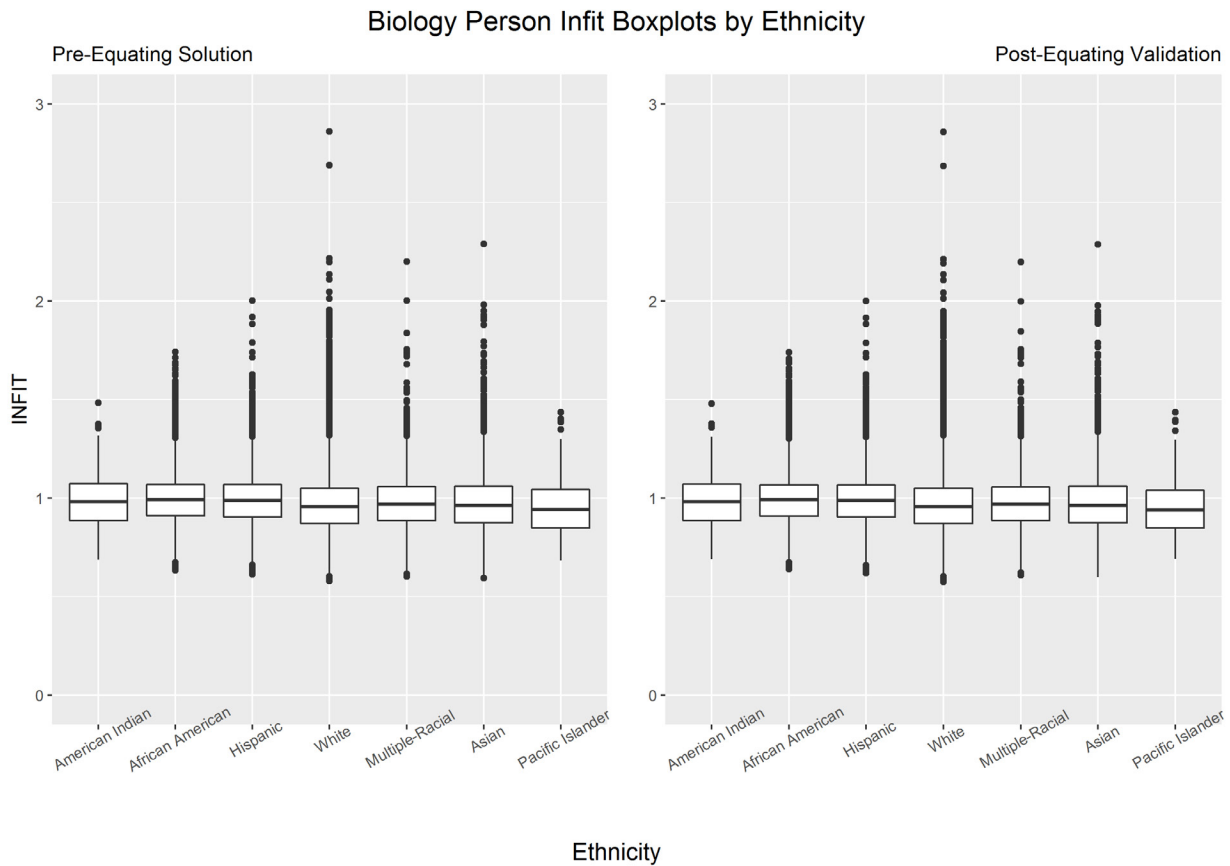 Biology Person Infit Boxplots by Ethnicity
Pre-Equating Solution
Post-Equating Validation
3
2
1
0
INFIT
American Indian
African American
Hispanic
White
Multiple-Racial
Asian
Pacific Islander
3
2
1
0
American Indian
African American
Hispanic
White
Multiple-Racial
Asian
Pacific Islander
Ethnicity